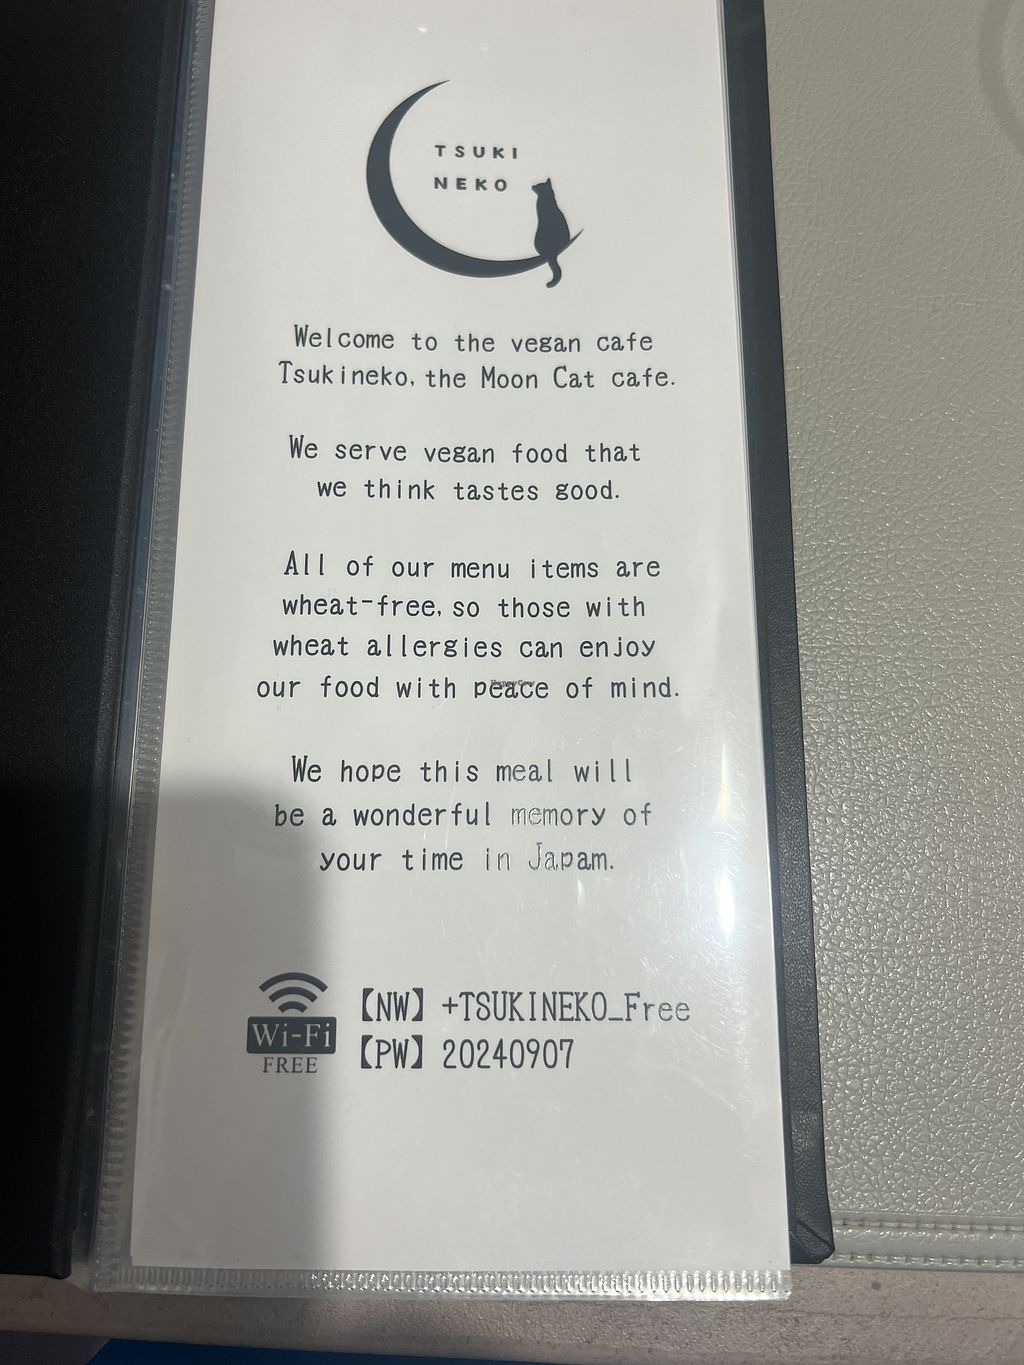 TSUKI
NEKO
Welcome to the vegan cafe
Tsukineko, the Moon Cat cafe.
We serve vegan food that
we think tastes good.
All of our menu items are
wheat-free, so those with
wheat allergies can enjoy
our food with peace of mind.
HappyCow
We hope this meal will
be a wonderful memory of
your time in Japam.
Wi-Fi
FREE
【NW】 +TSUKINEKO_Free
【PW】 20240907